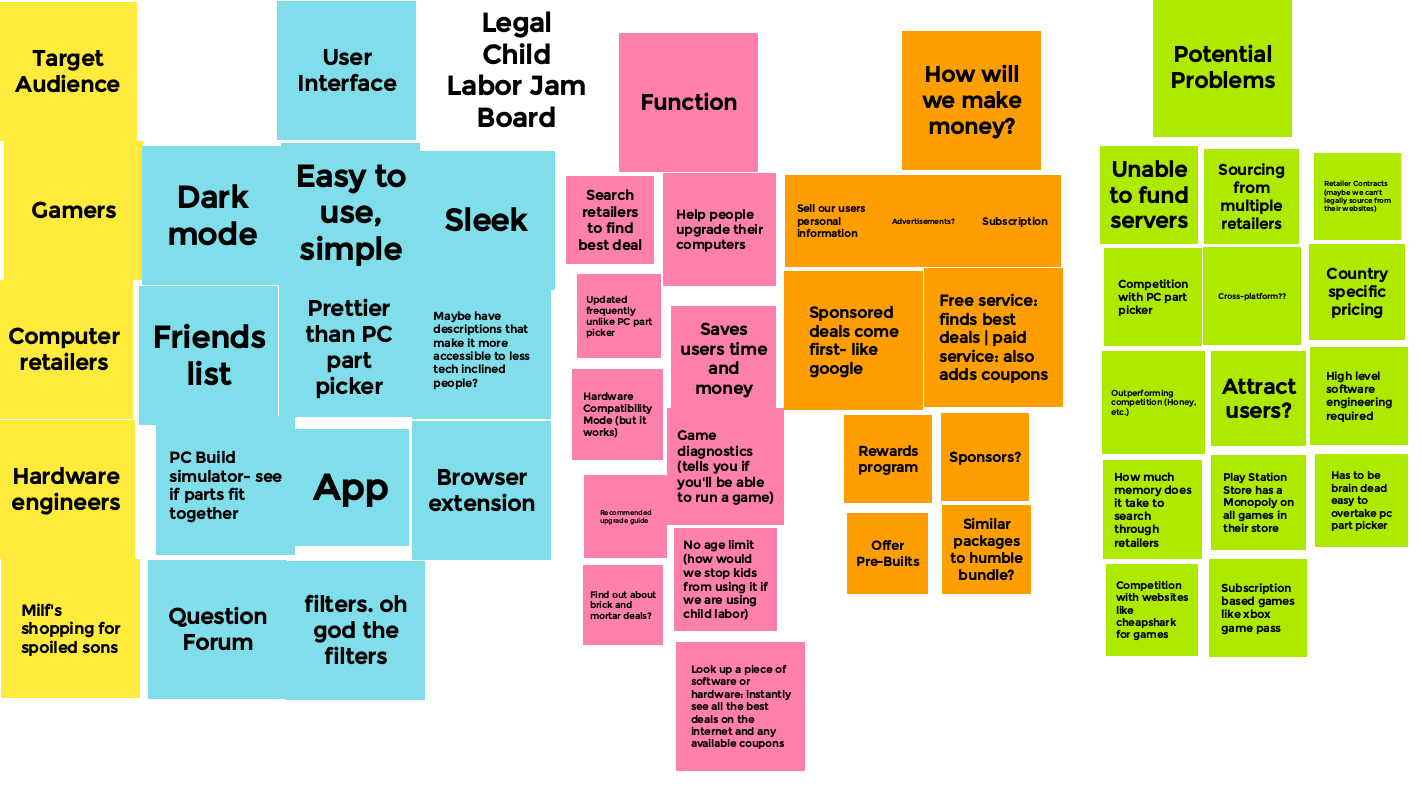 Target
Audience
Gamers
Computer
retailers
Hardware
engineers
Milf's
shopping for
spoiled sons
User
Interface
Dark
mode
Easy to
use,
simple
Sleek
Friends
list
Prettier
than PC
part
picker
Maybe have
descriptions that
make it more
accessible to less
tech inclined
people?
PC Build
simulator- see
if parts fit
together
App
Browser
extension
Question
Forum
filters. oh
god the
filters
Legal
Child
Labor Jam
Board
Function
Search
retailers
to find
best deal
Help people
upgrade their
computers
Updated
frequently
unlike PC part
picker
Saves
users time
and
money
Hardware
Compatibility
Mode (but it
works)
Game
diagnostics
(tells you if
you'll be able
to run a game)
Recommended
upgrade guide
No age limit
(how would
we stop kids
from using it if
we are using
child labor)
Find out about
brick and
mortar deals?
Look up a piece of
software or
hardware: instantly
see all the best
deals on the
internet and any
available coupons
How will
we make
money?
Sell our users
personal
information
Advertisements?
Subscription
Sponsored
deals come
first- like
google
Free service:
finds best
deals | paid
service: also
adds coupons
Rewards
program
Sponsors?
Offer
Pre-Builts
Similar
packages
to humble
bundle?
Potential
Problems
Unable
to fund
servers
Sourcing
from
multiple
retailers
Retailer Contracts
(maybe we can't
legally source from
their websites)
Competition
with PC part
picker
Cross-platform??
Country
specific
pricing
Outperforming
competition (Honey,
etc.)
Attract
users?
High level
software
engineering
required
How much
memory does
it take to
search
through
retailers
Play Station
Store has a
Monopoly on
all games in
their store
Has to be
brain dead
easy to
overtake pc
part picker
Competition
with websites
like
cheapshark
for games
Subscription
based games
like xbox
game pass